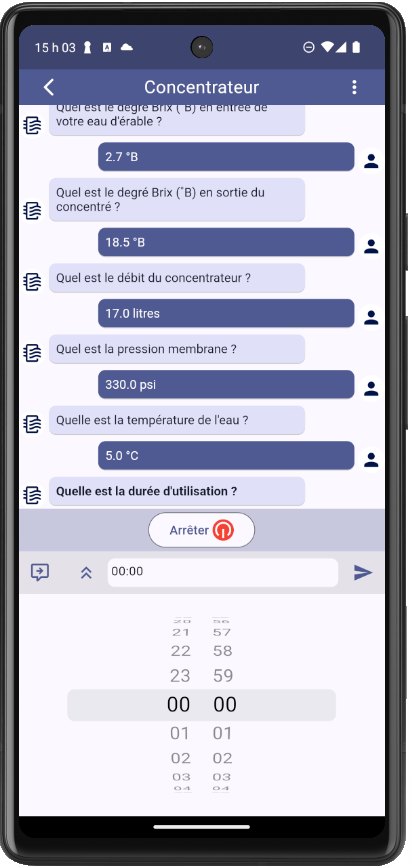 15 h 03
Concentrateur
Quel est le degré Brix (°B) en entrée de
votre eau d'érable ?
2.7 °B
Quel est le degré Brix (°B) en sortie du
concentré ?
18.5 °B
Quel est le débit du concentrateur ?
17.0 litres
Quel est la pression membrane ?
330.0 psi
Quelle est la température de l'eau ?
5.0 °C
Quelle est la durée d'utilisation ?
Arrêter
00:00
20 56
21 57
22 58
23 59
00 00
01 01
02 02
03 03
04 04